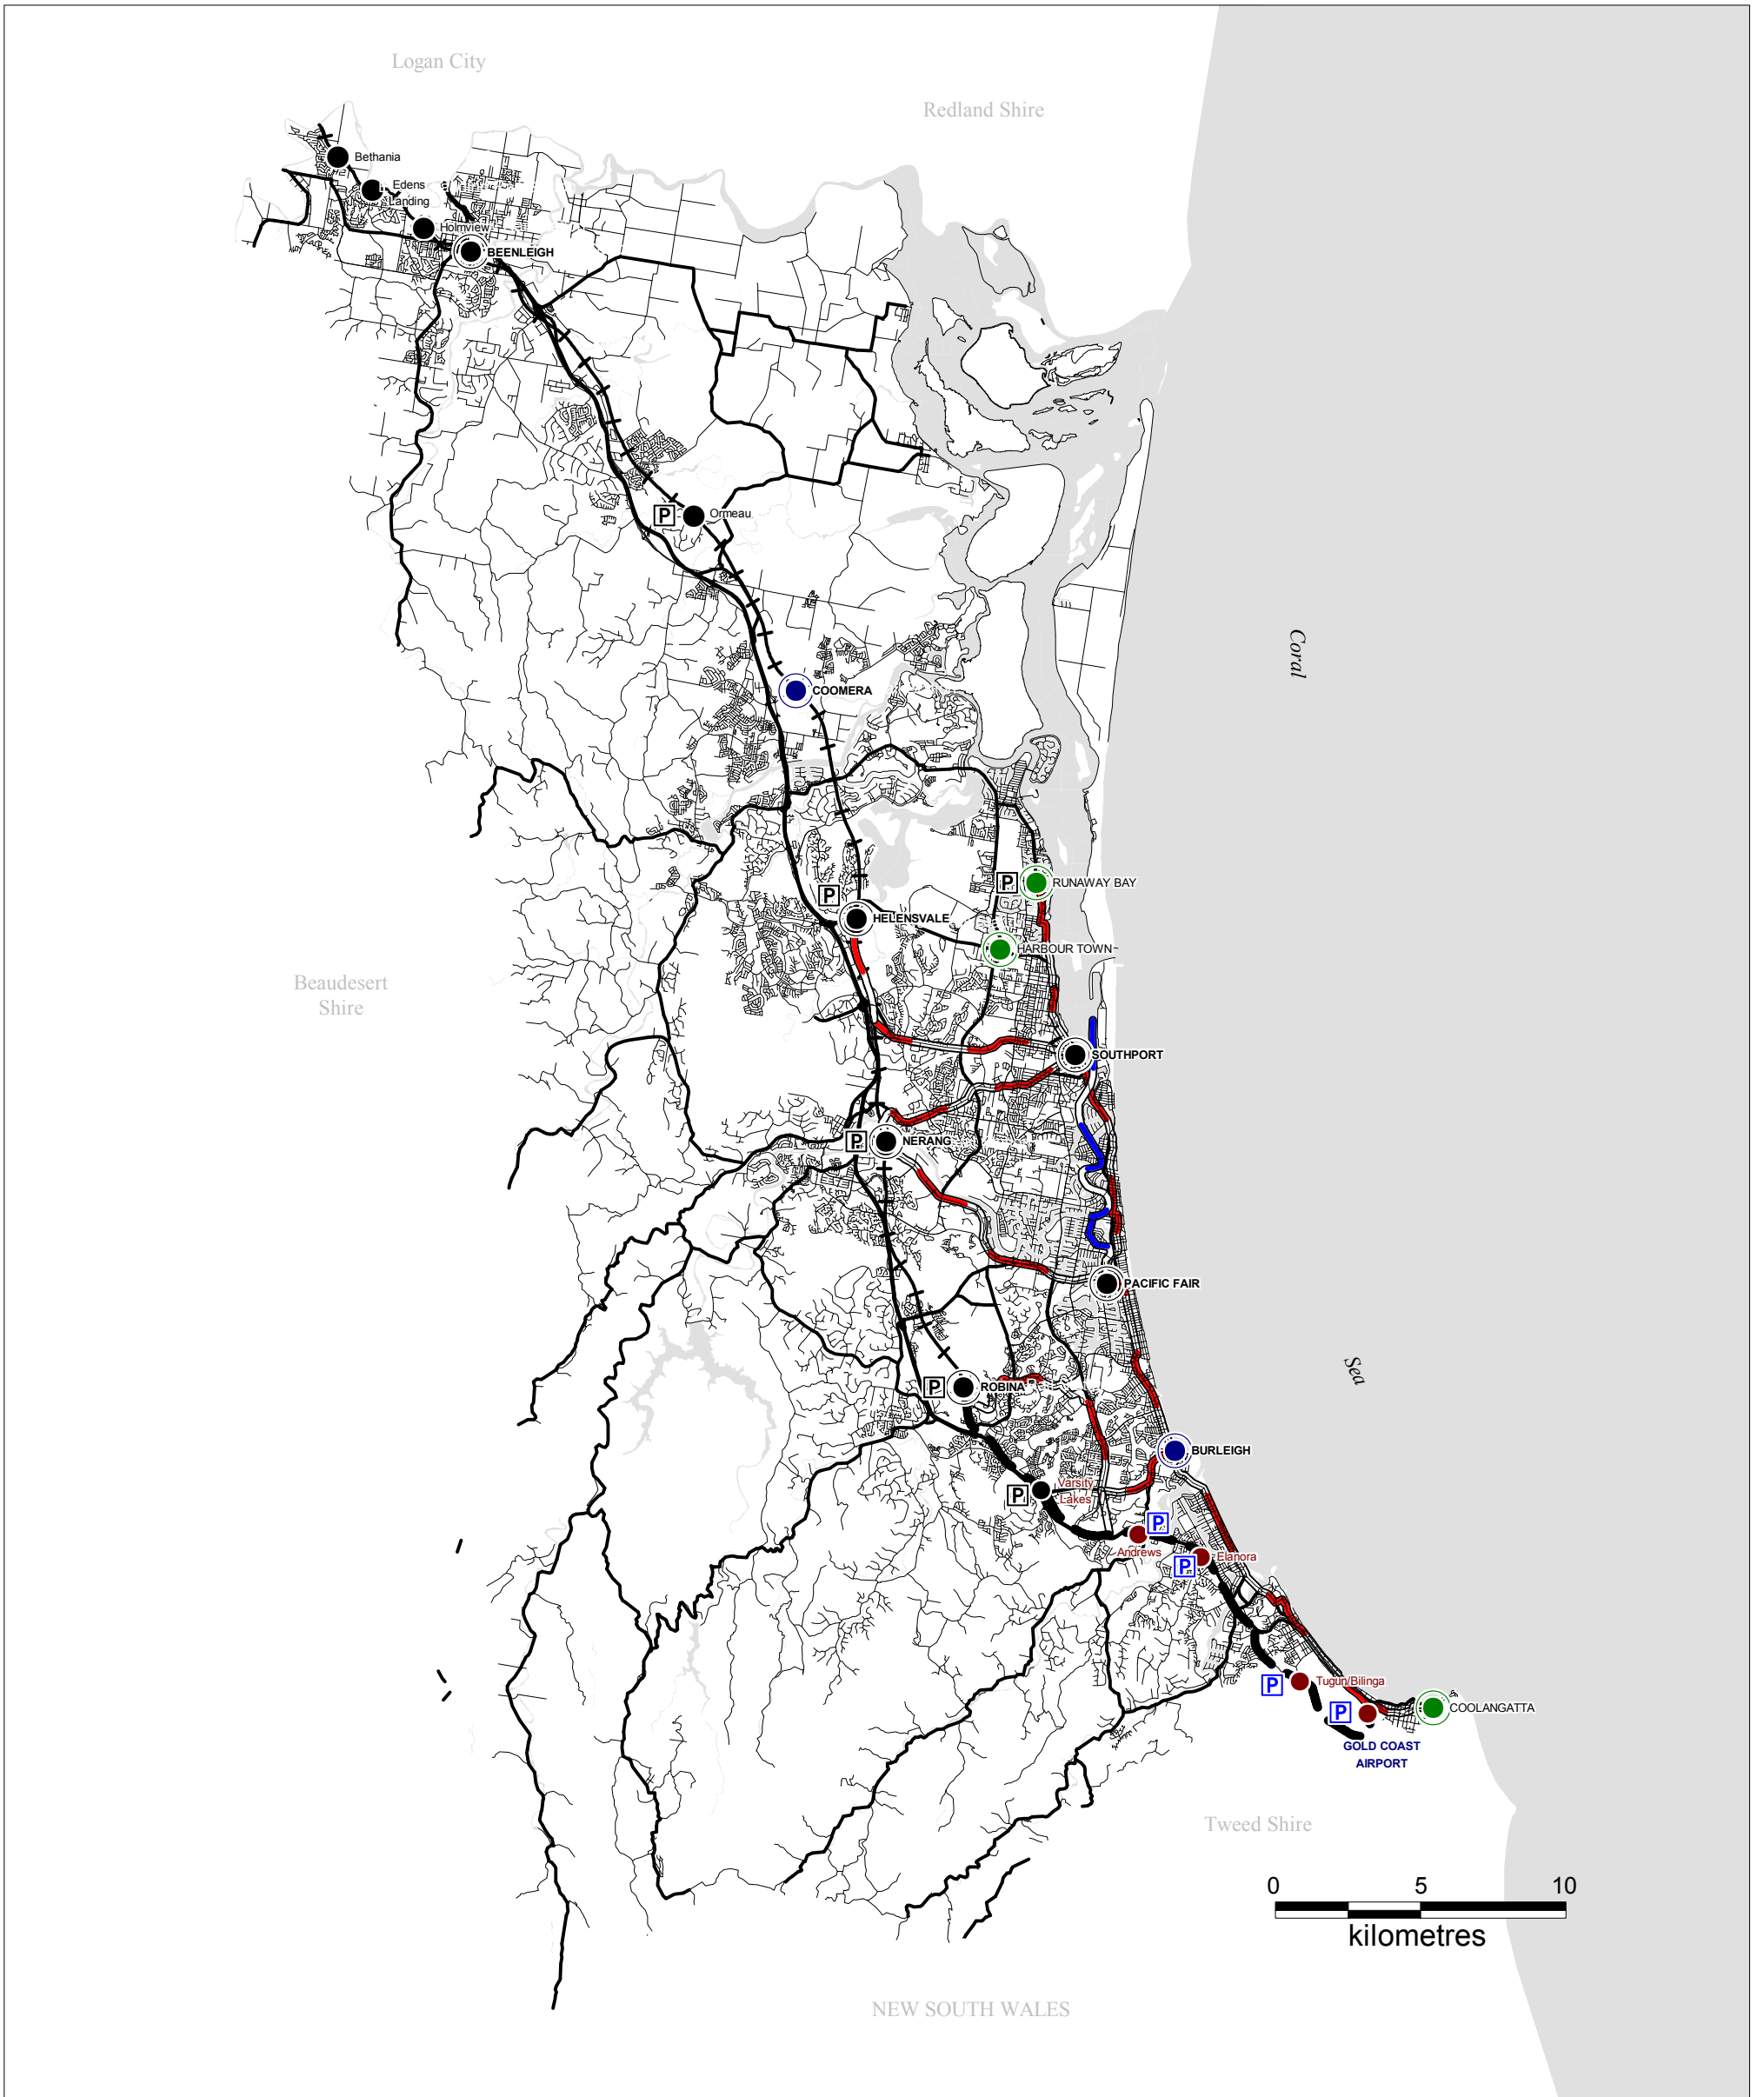 Logan City
Redland Shire
Bethania
Edens
Landing
Holmview
BEENLEIGH
P
Ormeau
Coral
COOMERA
P
RUNAWAY BAY
P
HELENSVALE
HARBOUR TOWN
Beaudesert
Shire
SOUTHPORT
P
NERANG
PACIFIC FAIR
Sea
P
ROBINA
BURLEIGH
Varsity
Lakes
P
P
Andrews
Elanora
P
Tugun/Bilinga
P
COOLANGATTA
P
GOLD COAST
AIRPORT
Tweed Shire
0 5 10
kilometres
NEW SOUTH WALES